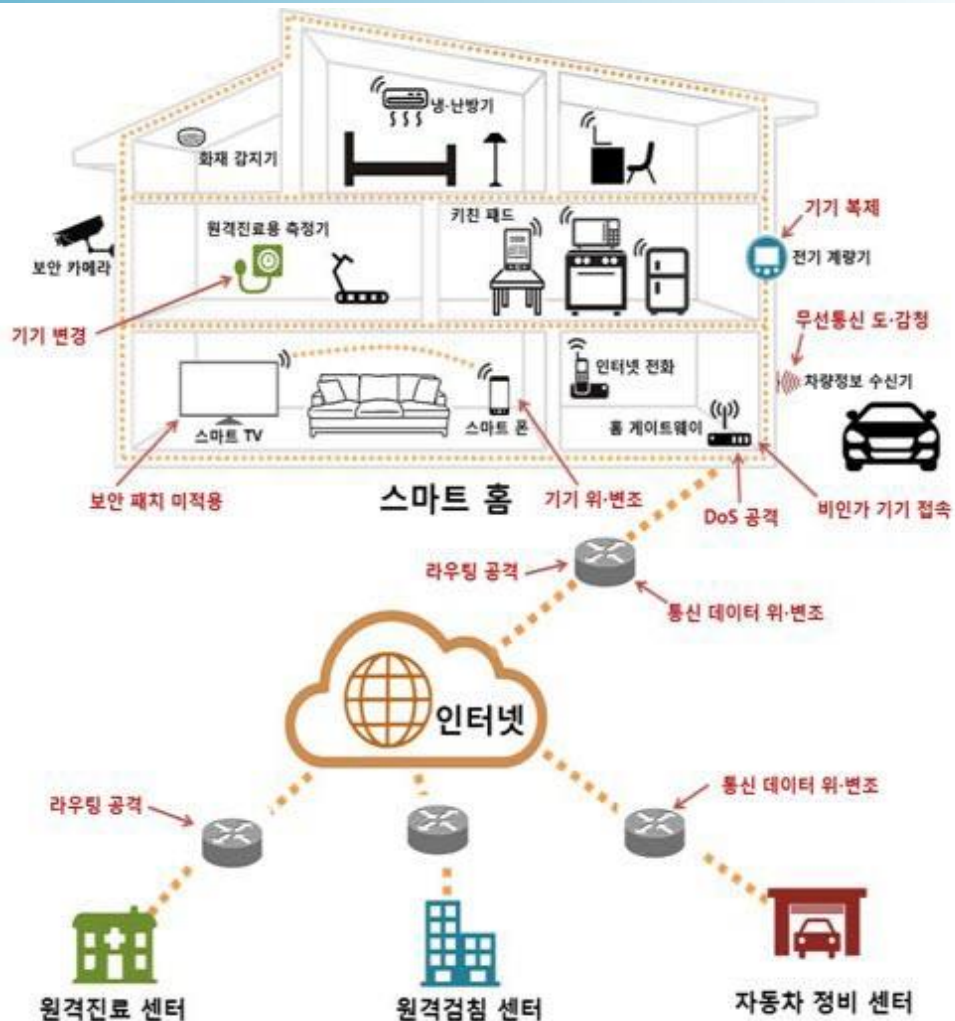 냉·난방기
화재 감지기
기기 복제
원격진료용 측정기
키친 패드
보안 카메라
전기 계량기
기기 변경
무선통신 도·감청
인터넷 전화
차량정보 수신기
스마트 TV
스마트 폰
홈 게이트웨이
보안 패치 미적용
스마트 홈
기기 위·변조
DoS 공격
비인가 기기 접속
라우팅 공격
통신 데이터 위·변조
인터넷
라우팅 공격
통신 데이터 위·변조
원격진료 센터
원격검침 센터
자동차 정비 센터